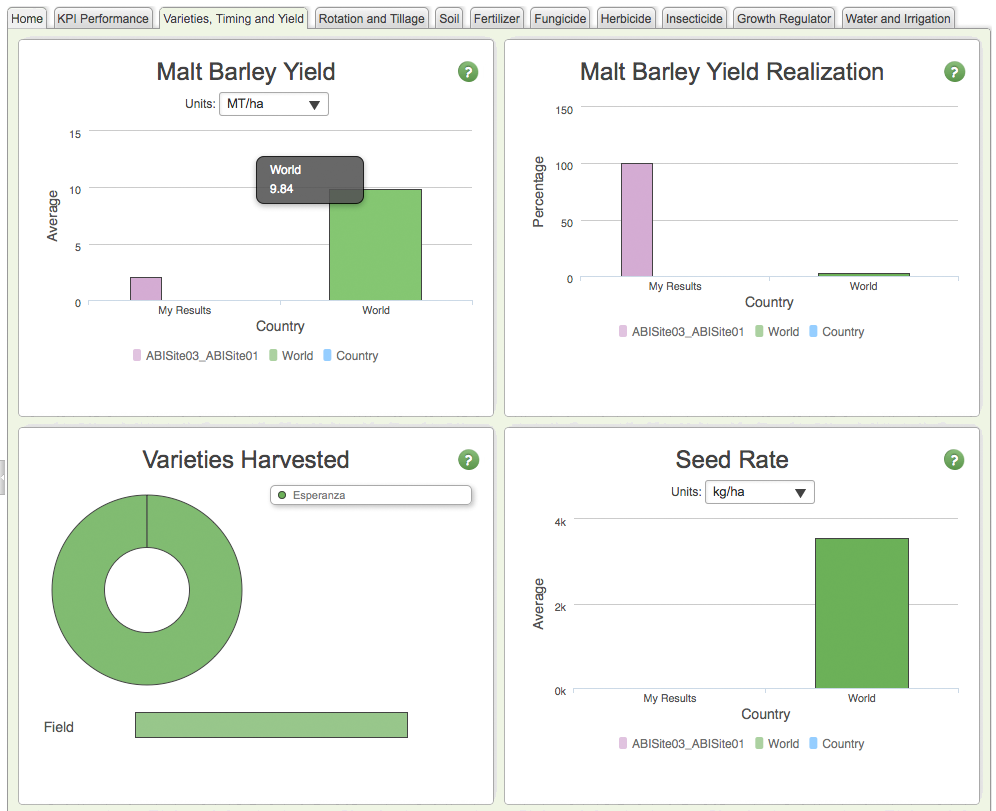 Home KPI Performance Varieties, Timing and Yield Rotation and Tillage Soil Fertilizer Fungicide Herbicide Insecticide Growth Regulator Water and Irrigation
Malt Barley Yield ?
Units: MT/ha
15
World
9.84
10
Average
5
0
My Results World
Country
ABISite03_ABISite01 World Country
Malt Barley Yield Realization ?
150
100
Percentage
50
0
My Results World
Country
ABISite03_ABISite01 World Country
Varieties Harvested ?
Esperanza
Field
Seed Rate ?
Units: kg/ha
4k
Average
2k
0k
My Results World
Country
ABISite03_ABISite01 World Country